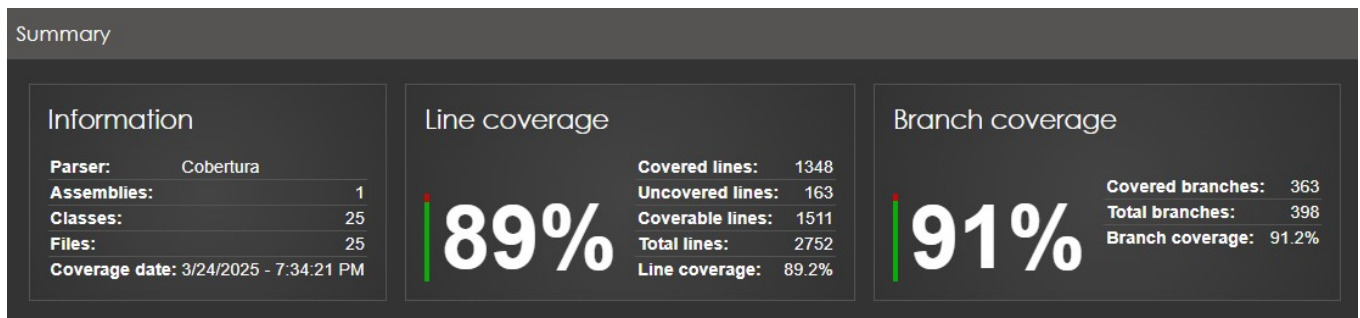 Summary
Information
Parser: Cobertura
Assemblies: 1
Classes: 25
Files: 25
Coverage date: 3/24/2025 - 7:34:21 PM
Line coverage
89%
Covered lines: 1348
Uncovered lines: 163
Coverable lines: 1511
Total lines: 2752
Line coverage: 89.2%
Branch coverage
91%
Covered branches: 363
Total branches: 398
Branch coverage: 91.2%